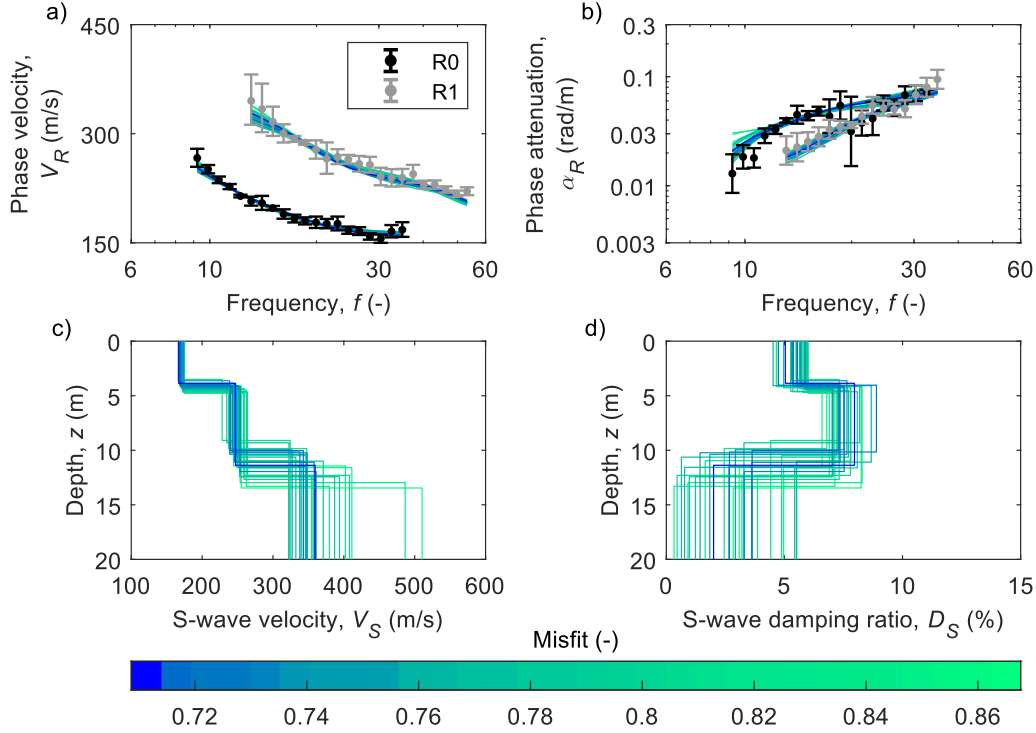 a)
450
300
150
Phase velocity,
V_R (m/s)
R0
R1
6
10
30
60
Frequency, f (-)
b)
0.3
0.1
0.03
0.01
0.003
Phase attenuation,
α_R (rad/m)
6
10
30
60
Frequency, f (-)
c)
0
5
10
15
20
Depth, z (m)
100
200
300
400
500
600
S-wave velocity, V_S (m/s)
d)
0
5
10
15
20
Depth, z (m)
0
5
10
15
S-wave damping ratio, D_S (%)
Misfit (-)
0.72
0.74
0.76
0.78
0.8
0.82
0.84
0.86